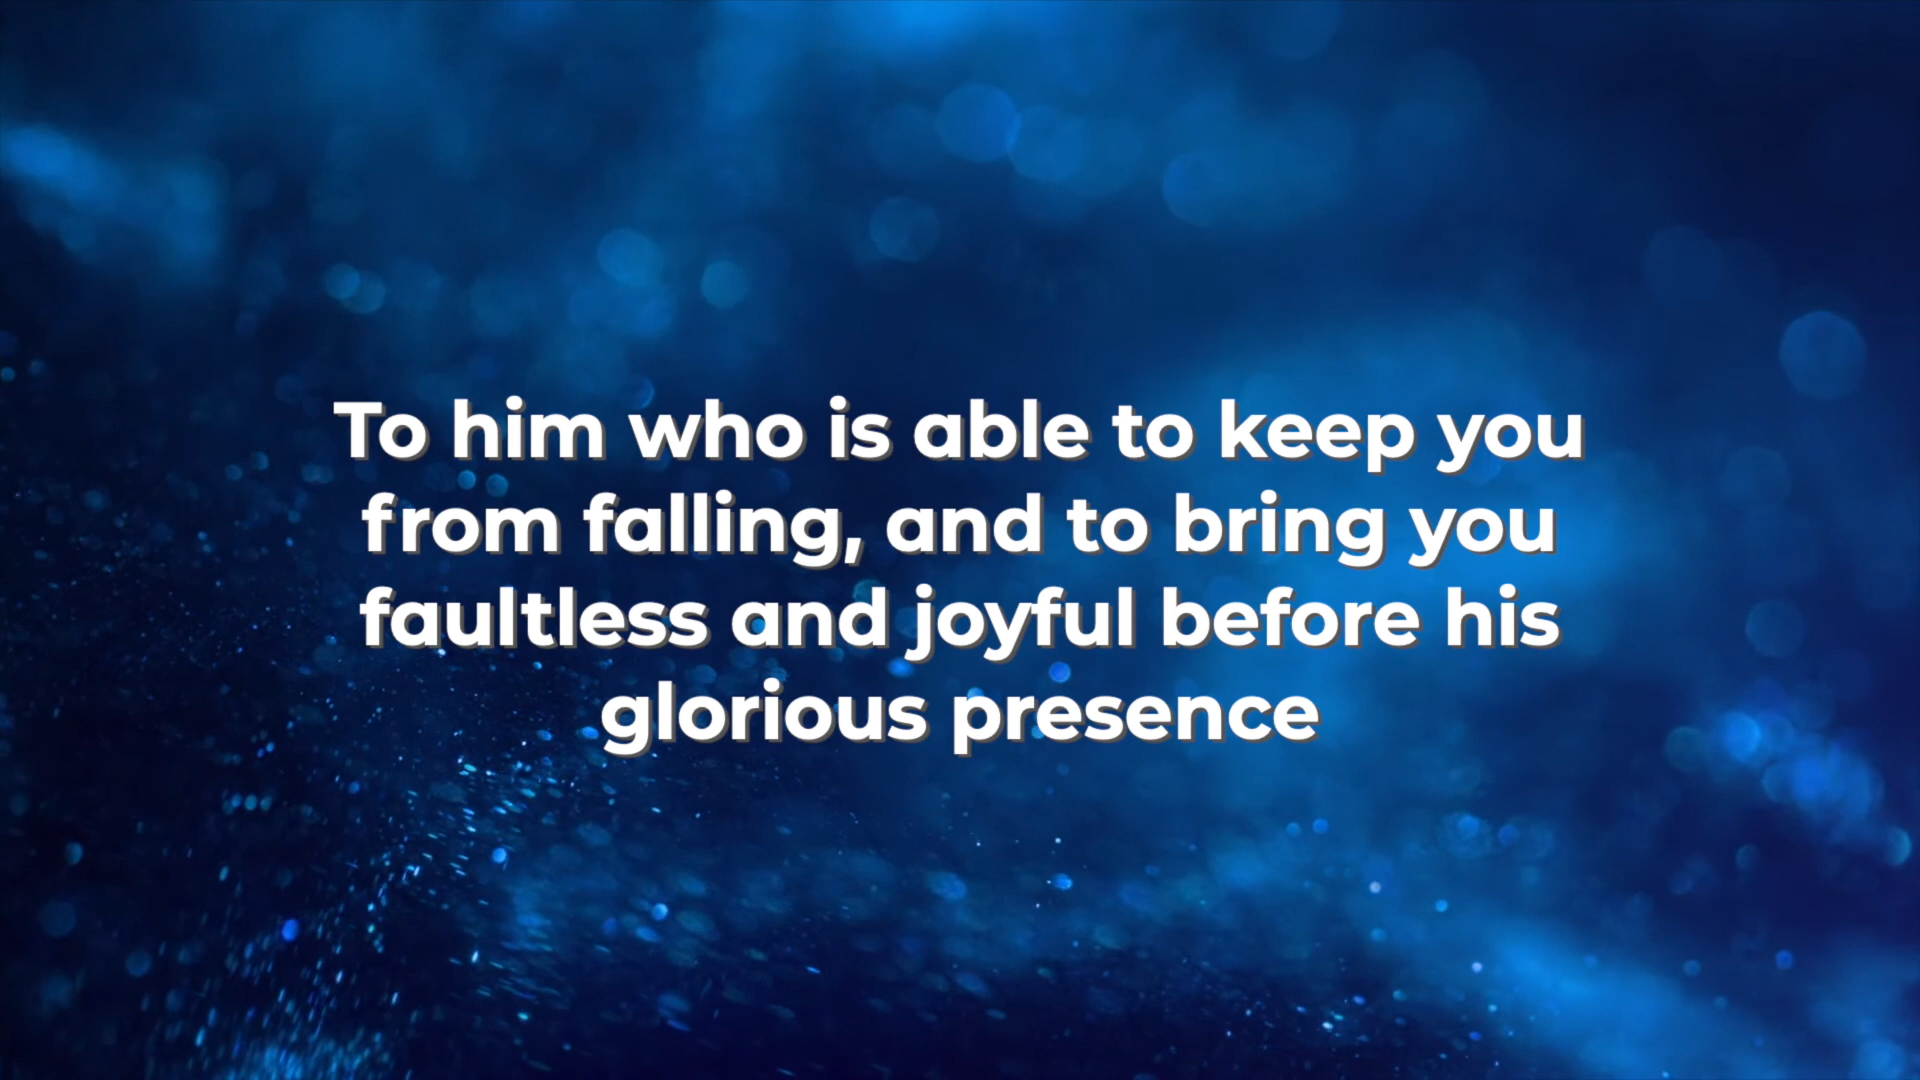 To him who is able to keep you
from falling, and to bring you
faultless and joyful before his
glorious presence